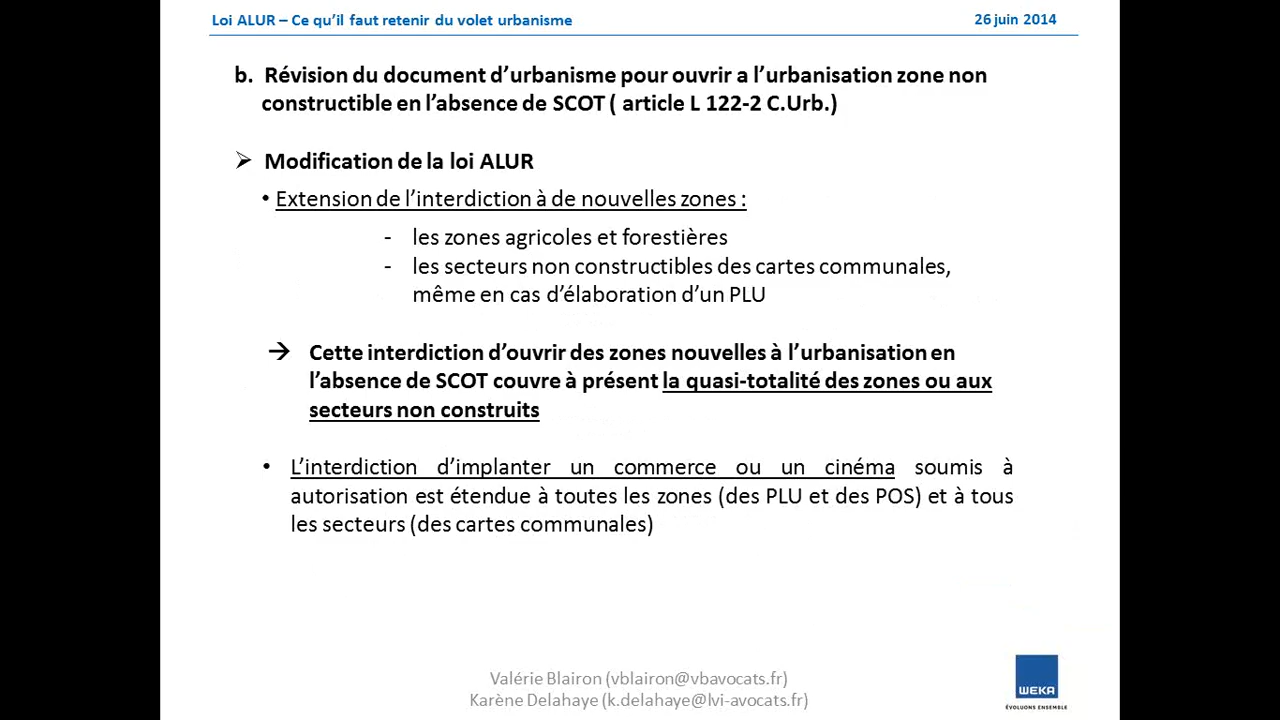 Loi ALUR – Ce qu'il faut retenir du volet urbanisme
26 juin 2014
b. Révision du document d'urbanisme pour ouvrir a l'urbanisation zone non
constructible en l'absence de SCOT ( article L 122-2 C.Urb.)
➢ Modification de la loi ALUR
• Extension de l'interdiction à de nouvelles zones :
- les zones agricoles et forestières
- les secteurs non constructibles des cartes communales,
même en cas d'élaboration d'un PLU
→ Cette interdiction d'ouvrir des zones nouvelles à l'urbanisation en
l'absence de SCOT couvre à présent la quasi-totalité des zones ou aux
secteurs non construits
• L'interdiction d'implanter un commerce ou un cinéma soumis à
autorisation est étendue à toutes les zones (des PLU et des POS) et à tous
les secteurs (des cartes communales)
Valérie Blairon (vblairon@vbavocats.fr)
Karène Delahaye (k.delahaye@lvi-avocats.fr)
WEKA
ÉVOLUONS ENSEMBLE